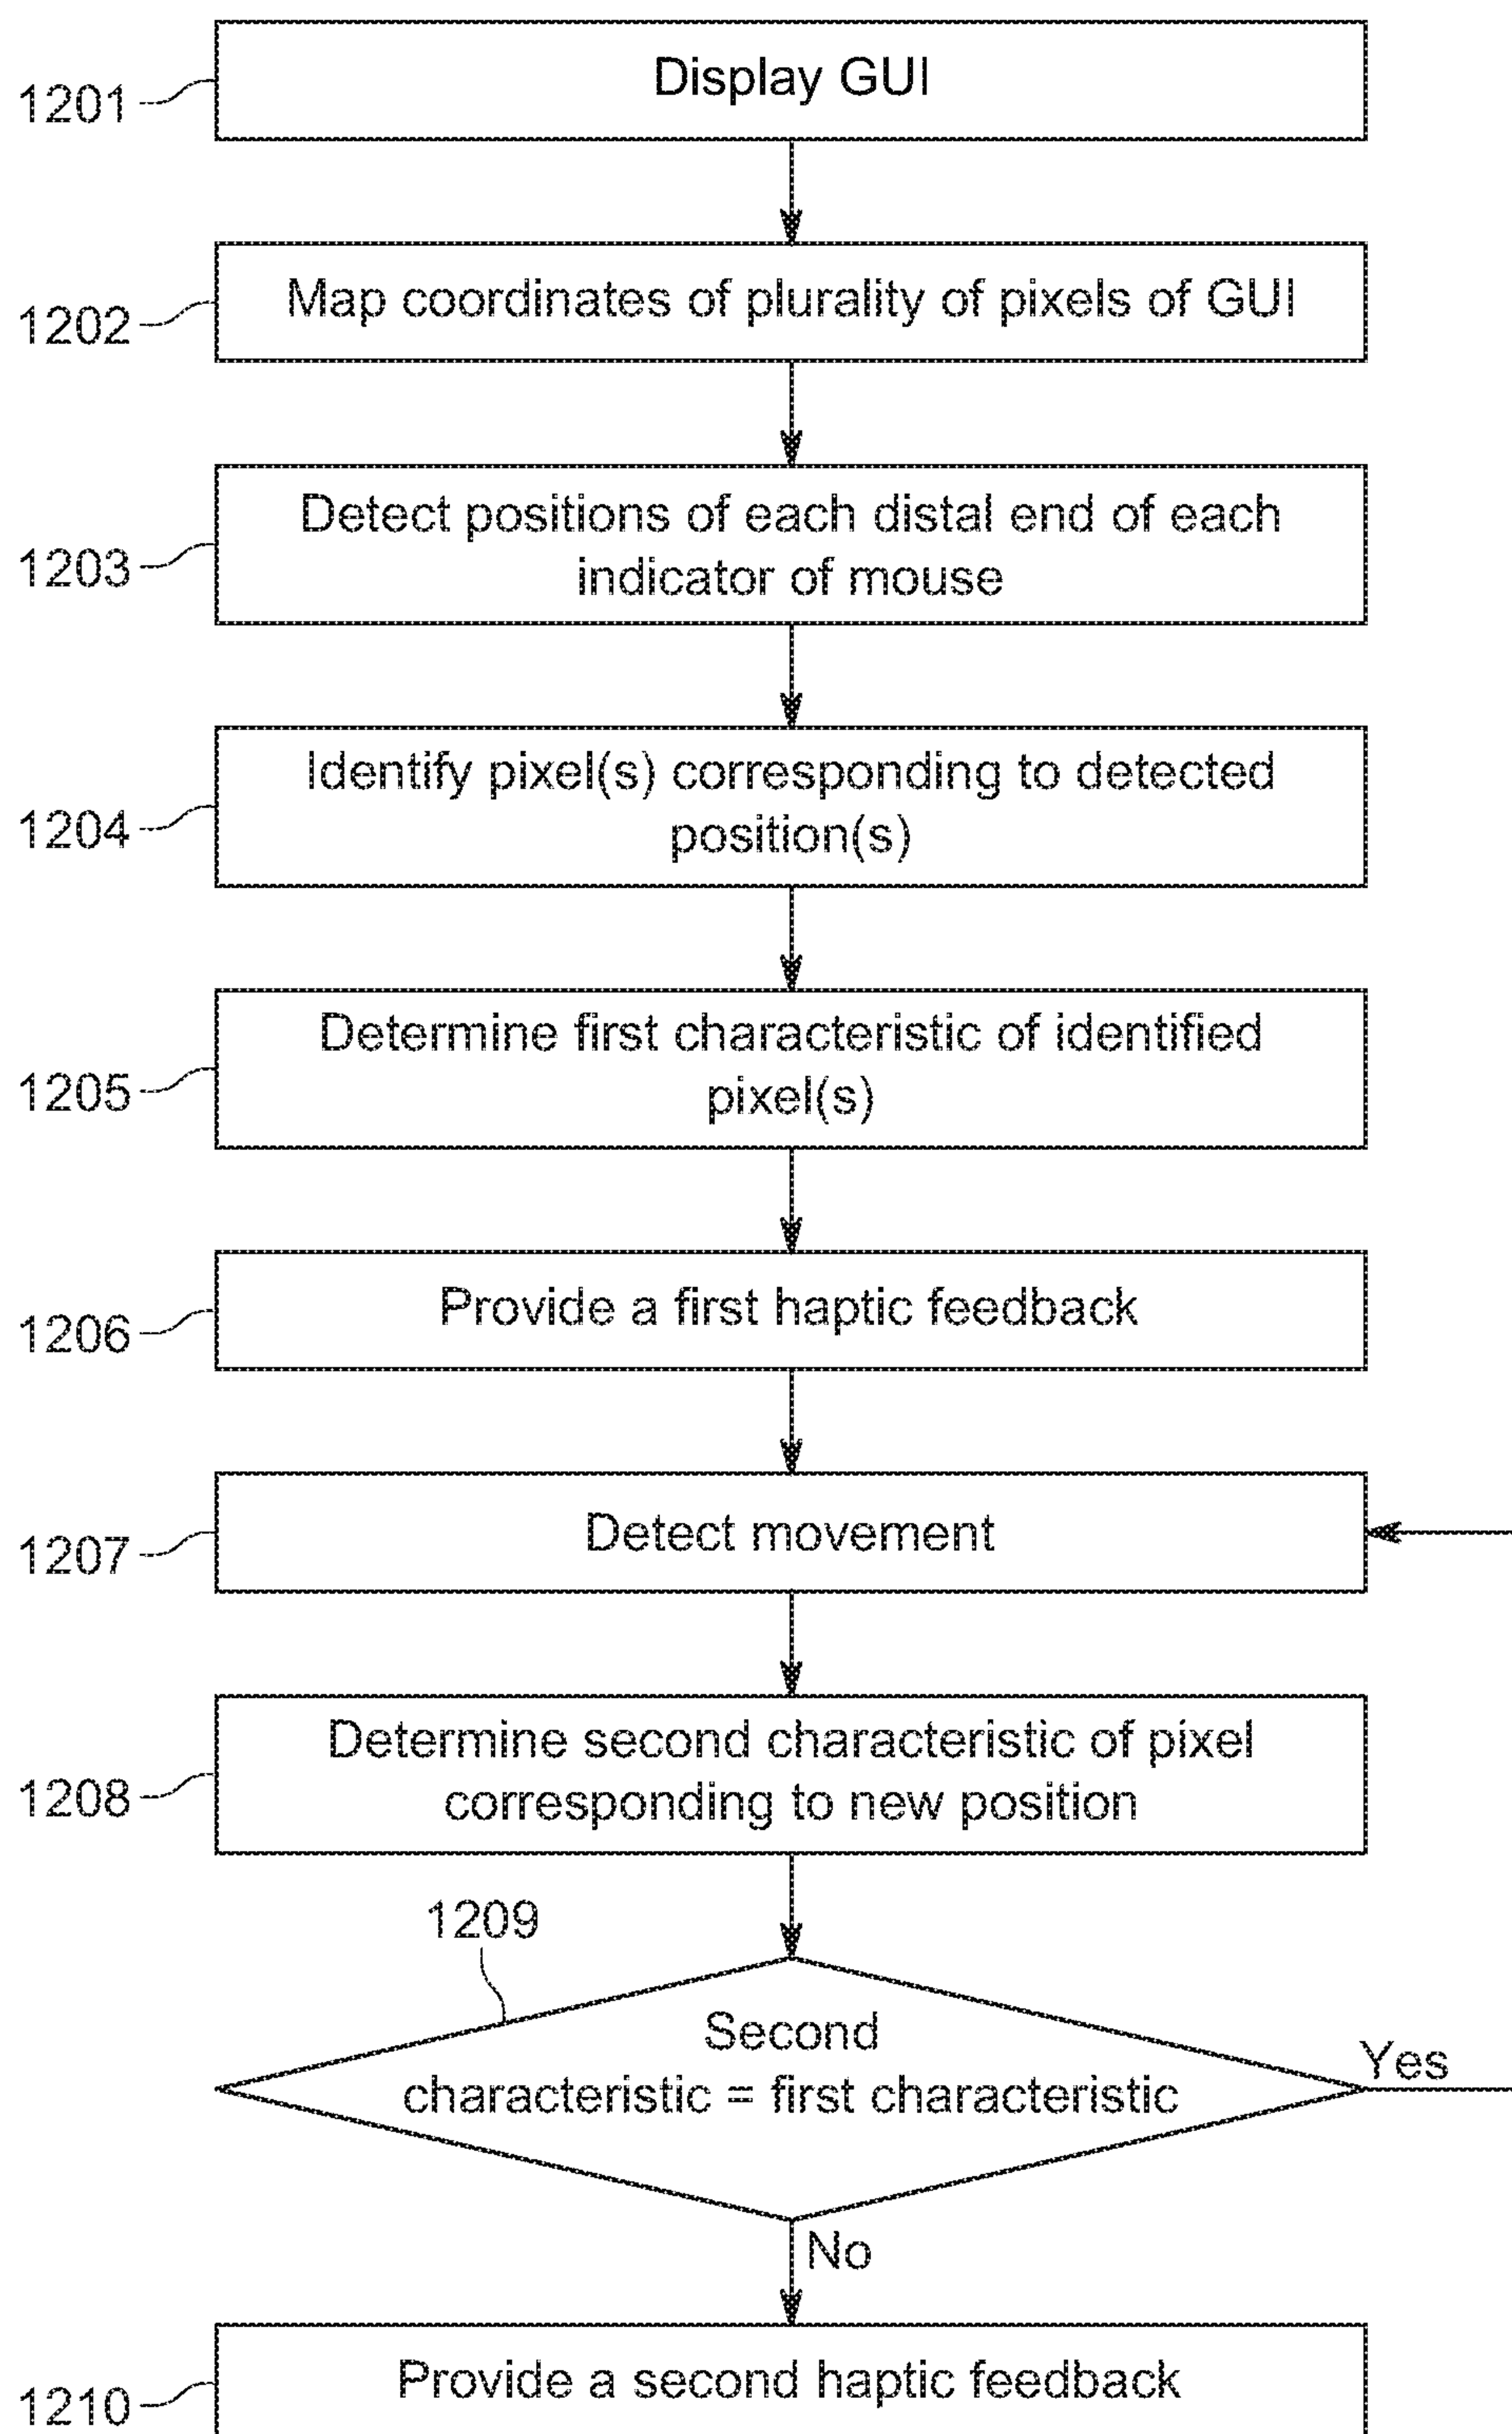 Display GUI
1201
Map coordinates of plurality of pixels of GUI
1202
Detect positions of each distal end of each
indicator of mouse
1203
Identify pixel(s) corresponding to detected
position(s)
1204
Determine first characteristic of identified
pixel(s)
1205
Provide a first haptic feedback
1206
Detect movement
1207
Determine second characteristic of pixel
corresponding to new position
1208
1209
Second
characteristic = first characteristic
Yes
No
Provide a second haptic feedback
1210